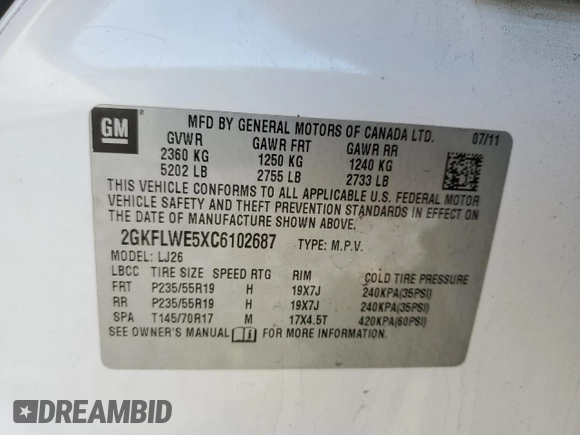 GM
MFD BY GENERAL MOTORS OF CANADA LTD. 07/11
GVWR GAWR FRT GAWR RR
2360 KG 1250 KG 1240 KG
5202 LB 2755 LB 2733 LB
THIS VEHICLE CONFORMS TO ALL APPLICABLE U.S. FEDERAL MOTOR
VEHICLE SAFETY AND THEFT PREVENTION STANDARDS IN EFFECT ON
THE DATE OF MANUFACTURE SHOWN ABOVE.
2GKFLWE5XC6102687 TYPE: M.P.V.
MODEL: LJ26
LBCC TIRE SIZE SPEED RTG RIM COLD TIRE PRESSURE
FRT P235/55R19 H 19X7J 240KPA(35PSI)
RR P235/55R19 H 19X7J 240KPA(35PSI)
SPA T145/70R17 M 17X4.5T 420KPA(60PSI)
SEE OWNER'S MANUAL FOR MORE INFORMATION.
DREAMBID